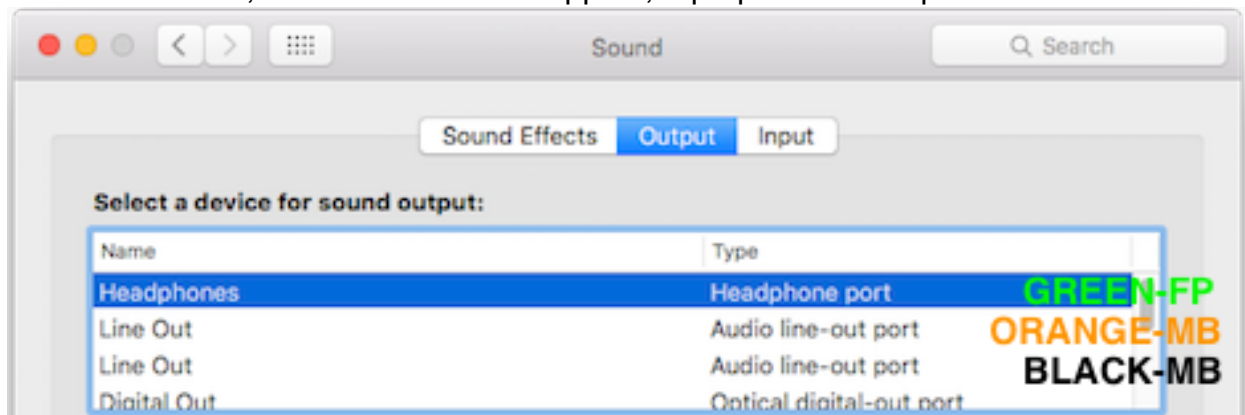 Sound
Search
Sound Effects Output Input
Select a device for sound output:
Name Type
Headphones Headphone port GREEN-FP
Line Out Audio line-out port ORANGE-MB
Line Out Audio line-out port BLACK-MB
Digital Out Optical digital-out port